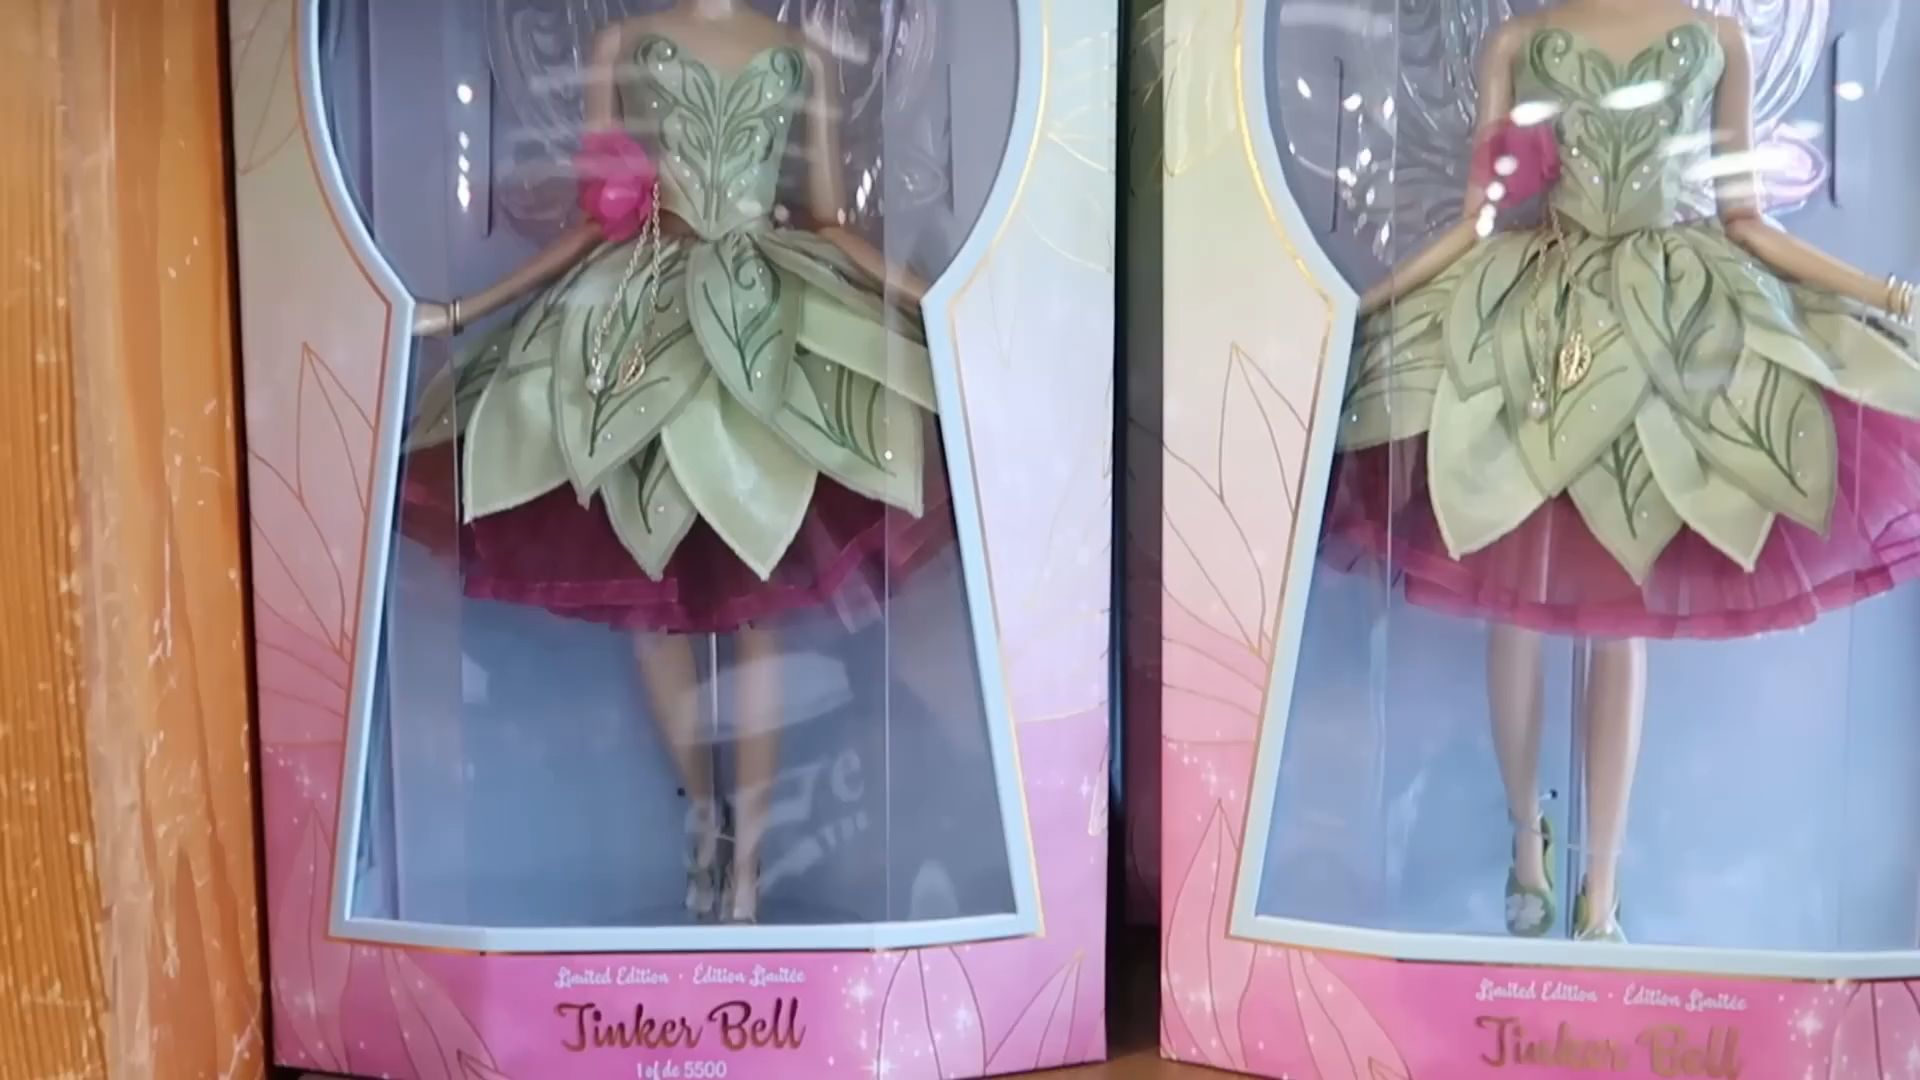 Limited Edition · Édition Limitée
Tinker Bell
1 of de 5500
Limited Edition · Édition Limitée
Tinker Bell